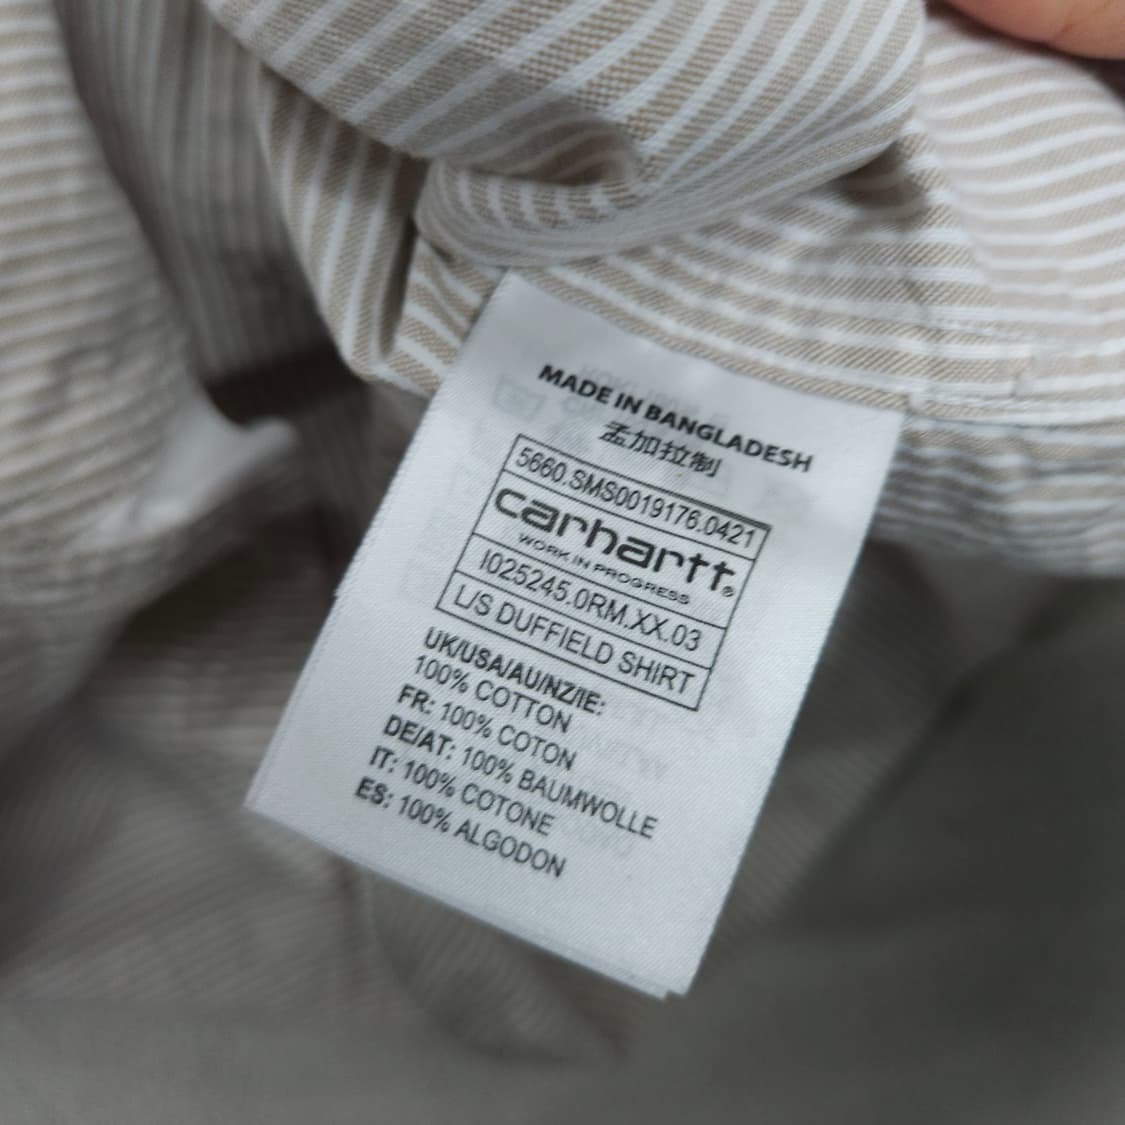 MADE IN BANGLADESH
孟加拉制
5660.SMS0019176.0421
carhartt®
WORK IN PROGRESS
I025245.0RM.XX.03
L/S DUFFIELD SHIRT
UK/USA/AU/NZ/IE:
100% COTTON
FR: 100% COTON
DE/AT: 100% BAUMWOLLE
IT: 100% COTONE
ES: 100% ALGODON